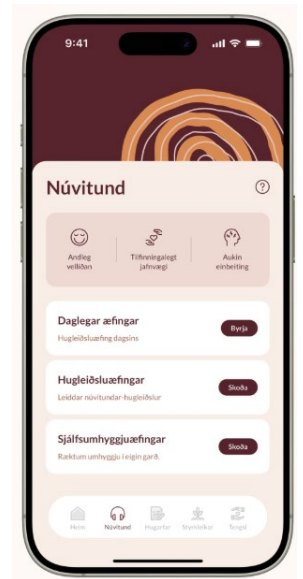 9:41
Núvitund
Andleg
vellíðan
Tilfinningalegt
jafnvægi
Aukin
einbeiting
Daglegar æfingar
Hugleiðsluæfing dagsins
Byrja
Hugleiðsluæfingar
Leiddar núvitundar-hugleiðslur
Skoða
Sjálfsumhyggjuæfingar
Ræktum umhyggju í eigin garð.
Skoða
Heim
Núvitund
Hugarfar
Styrkleikar
Tengsl